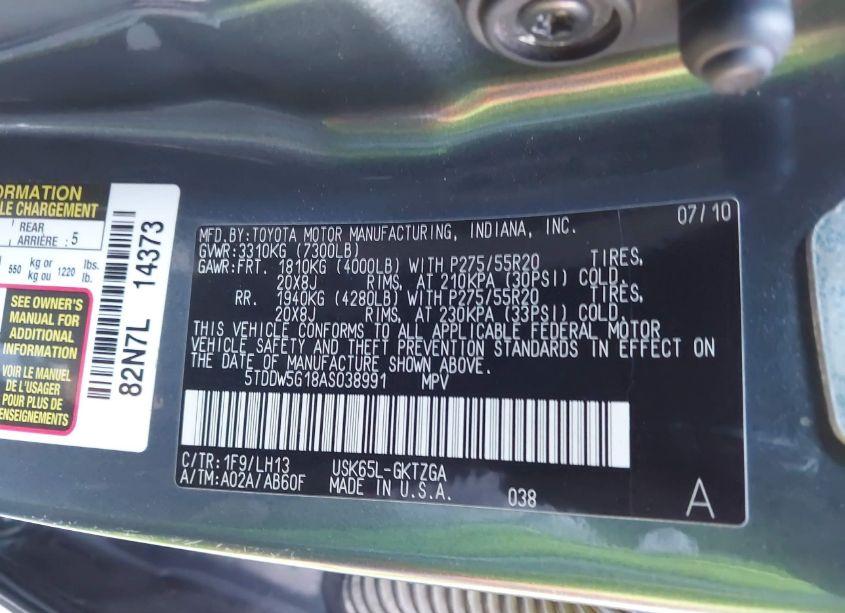 ORMATION
LE CHARGEMENT
REAR
ARRIÈRE : 5
550 kg or kg ou 1220 lbs. lb.
SEE OWNER'S
MANUAL FOR
ADDITIONAL
INFORMATION
VOIR LE MANUEL
DE L'USAGER
POUR PLUS DE
RENSEIGNEMENTS
82N7L 14373
07/10
MFD.BY:TOYOTA MOTOR MANUFACTURING, INDIANA, INC.
GVWR:3310KG (7300LB)
GAWR:FRT. 1810KG (4000LB) WITH P275/55R20 TIRES,
20X8J RIMS, AT 210KPA (30PSI) COLD.
RR. 1940KG (4280LB) WITH P275/55R20 TIRES,
20X8J RIMS, AT 230KPA (33PSI) COLD.
THIS VEHICLE CONFORMS TO ALL APPLICABLE FEDERAL MOTOR
VEHICLE SAFETY AND THEFT PREVENTION STANDARDS IN EFFECT ON
THE DATE OF MANUFACTURE SHOWN ABOVE.
5TDDW5G18AS038991 MPV
C/TR:1F9/LH13 USK65L-GKTZGA
A/TM:A02A/AB60F MADE IN U.S.A. 038 A